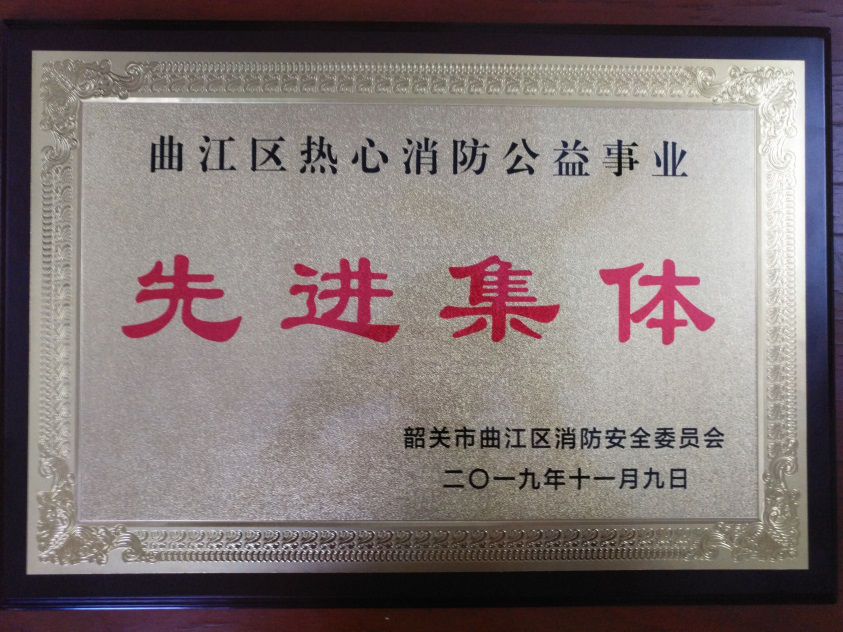 曲江区热心消防公益事业
先进集体
韶关市曲江区消防安全委员会
二〇一九年十一月九日